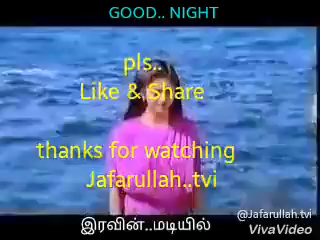 GOOD.. NIGHT
pls..
Like & Share
thanks for watching
Jafarullah..tvi
@Jafarullah.tvi
இரவின்..மடியில்
VivaVideo